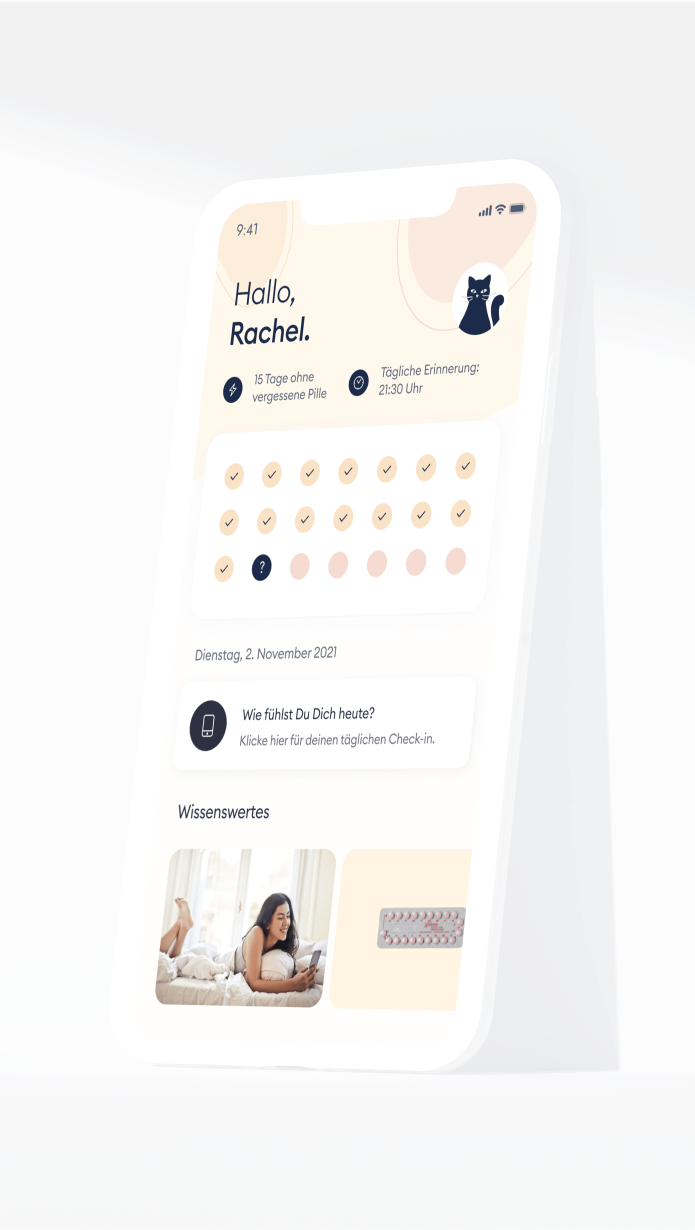 9:41
Hallo,
Rachel.
15 Tage ohne
vergessene Pille
Tägliche Erinnerung:
21:30 Uhr
?
Dienstag, 2. November 2021
Wie fühlst Du Dich heute?
Klicke hier für deinen täglichen Check-in.
Wissenswertes